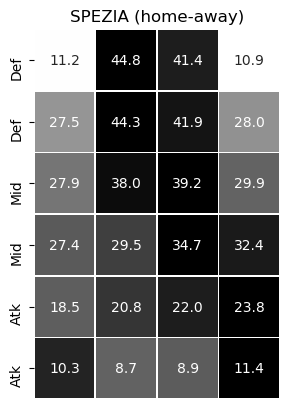 SPEZIA (home-away)
Def 11.2 44.8 41.4 10.9
Def 27.5 44.3 41.9 28.0
Mid 27.9 38.0 39.2 29.9
Mid 27.4 29.5 34.7 32.4
Atk 18.5 20.8 22.0 23.8
Atk 10.3 8.7 8.9 11.4